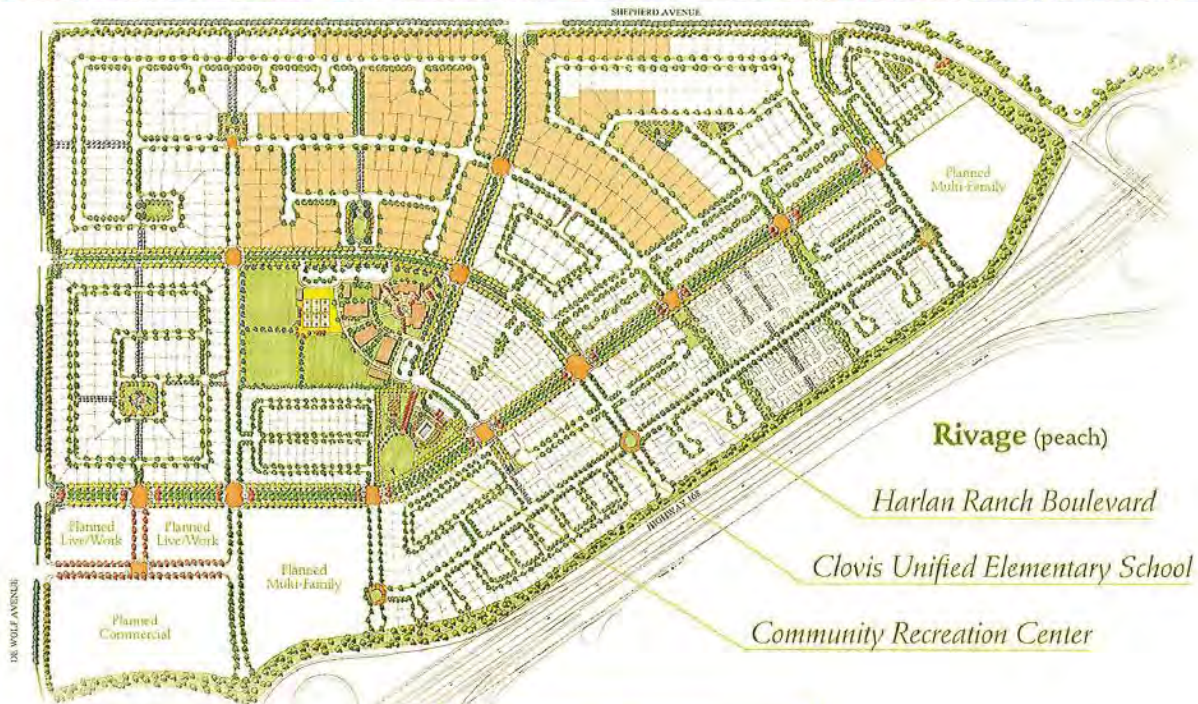 SHEPHERD AVENUE
Planned
Multi-Family
Rivage (peach)
Harlan Ranch Boulevard
HIGHWAY 168
Clovis Unified Elementary School
Planned
Live/Work
Planned
Live/Work
Planned
Multi-Family
Community Recreation Center
Planned
Commercial
DE WOLF AVENUE